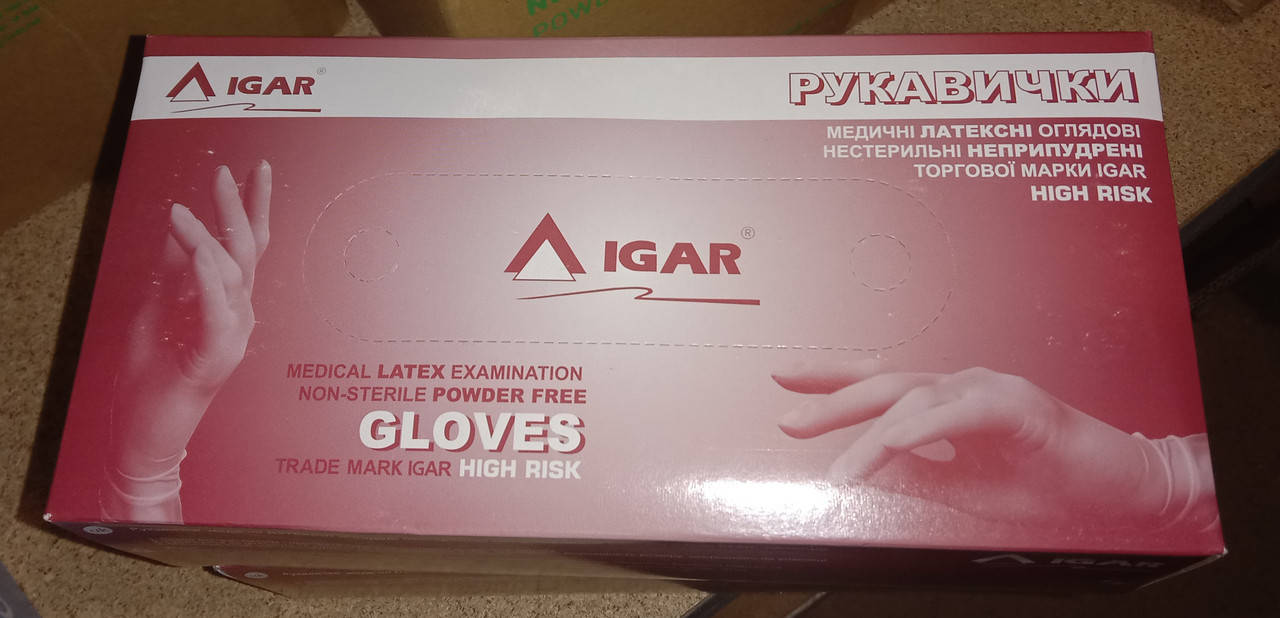 IGAR®
РУКАВИЧКИ
МЕДИЧНІ ЛАТЕКСНІ ОГЛЯДОВІ
НЕСТЕРИЛЬНІ НЕПРИПУДРЕНІ
ТОРГОВОЇ МАРКИ IGAR
HIGH RISK
IGAR®
MEDICAL LATEX EXAMINATION
NON-STERILE POWDER FREE
GLOVES
TRADE MARK IGAR HIGH RISK
IGAR